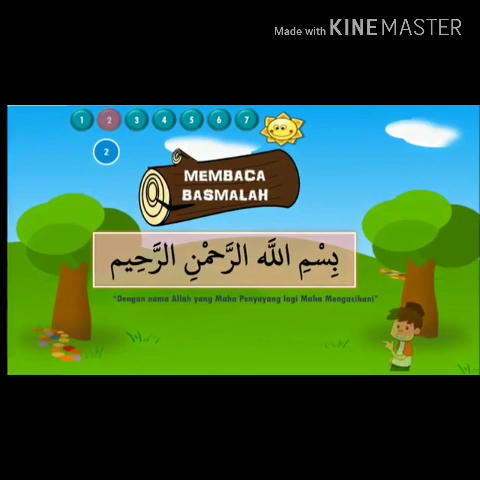 Made with KINEMASTER
1 2 3 4 5 6 7
2
MEMBACA
BASMALAH
بِسْمِ اللَّه الرَّحْمٰنِ الرَّحِيم
"Dengan nama Allah yang Maha Penyayang lagi Maha Mengasihani"